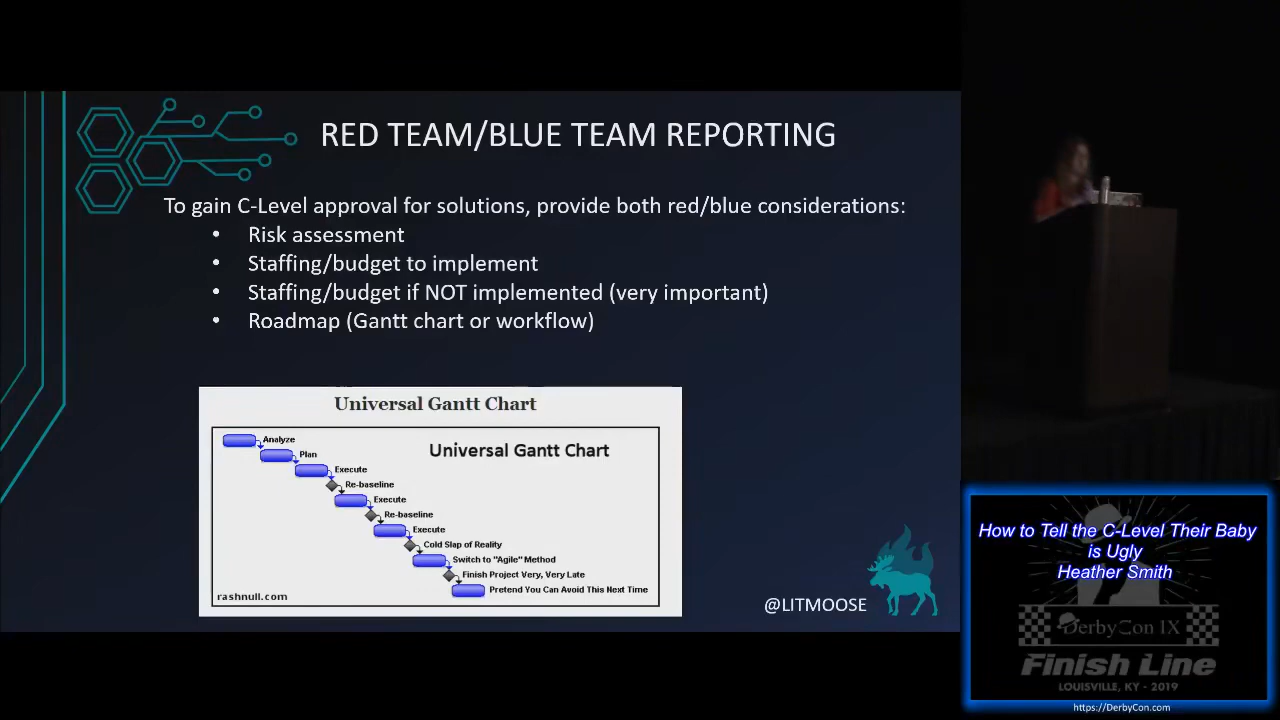 RED TEAM/BLUE TEAM REPORTING
To gain C-Level approval for solutions, provide both red/blue considerations:
• Risk assessment
• Staffing/budget to implement
• Staffing/budget if NOT implemented (very important)
• Roadmap (Gantt chart or workflow)
Universal Gantt Chart
Universal Gantt Chart
Analyze
Plan
Execute
Re-baseline
Execute
Re-baseline
Execute
Cold Slap of Reality
Switch to "Agile" Method
Finish Project Very, Very Late
Pretend You Can Avoid This Next Time
rashnull.com
@LITMOOSE
How to Tell the C-Level Their Baby
is Ugly
Heather Smith
DerbyCon IX
Finish Line
LOUISVILLE, KY - 2019
https://DerbyCon.com